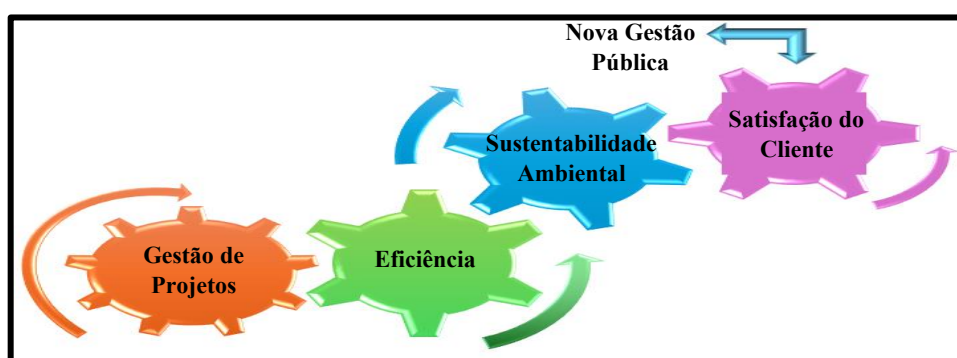 Nova Gestão
Pública
Satisfação do
Cliente
Sustentabilidade
Ambiental
Eficiência
Gestão de
Projetos